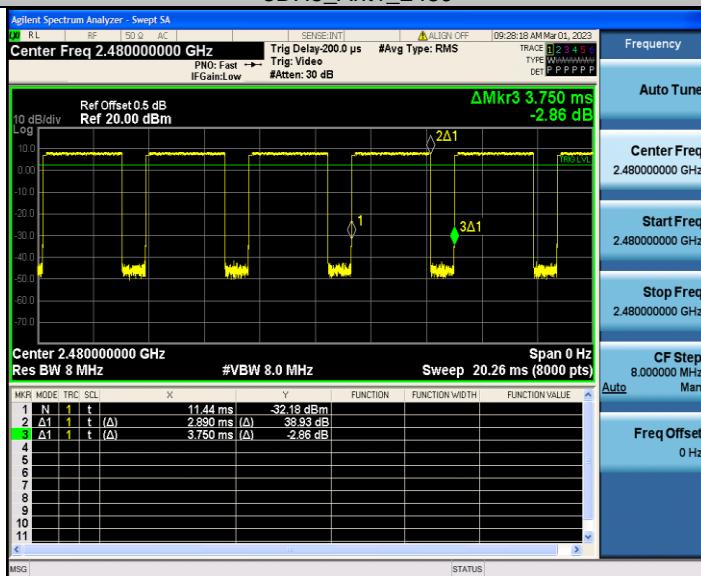 Agilent Spectrum Analyzer - Swept SA
RL RF 50 Ω AC SENSE:INT ALIGN OFF 09:28:18 AM Mar 01, 2023
Center Freq 2.480000000 GHz
PNO: Fast
IFGain:Low
Trig Delay-200.0 µs
Trig: Video
#Atten: 30 dB
#Avg Type: RMS
TRACE 1 2 3 4 5 6
TYPE
DET P P P P P P
Ref Offset 0.5 dB
10 dB/div Ref 20.00 dBm
Log
ΔMkr3 3.750 ms
-2.86 dB
10.0
0.00
-10.0
-20.0
-30.0
-40.0
-50.0
-60.0
-70.0
2Δ1
TRIG LVL
1
3Δ1
Center 2.480000000 GHz Span 0 Hz
Res BW 8 MHz #VBW 8.0 MHz Sweep 20.26 ms (8000 pts)
MKR MODE TRC SCL X Y FUNCTION FUNCTION WIDTH FUNCTION VALUE
1 N 1 t 11.44 ms -32.18 dBm
2 Δ1 1 t (Δ) 2.890 ms (Δ) 38.93 dB
3 Δ1 1 t (Δ) 3.750 ms (Δ) -2.86 dB
4
5
6
7
8
9
10
11
MSG STATUS
Frequency
Auto Tune
Center Freq
2.480000000 GHz
Start Freq
2.480000000 GHz
Stop Freq
2.480000000 GHz
CF Step
8.000000 MHz
Auto Man
Freq Offset
0 Hz